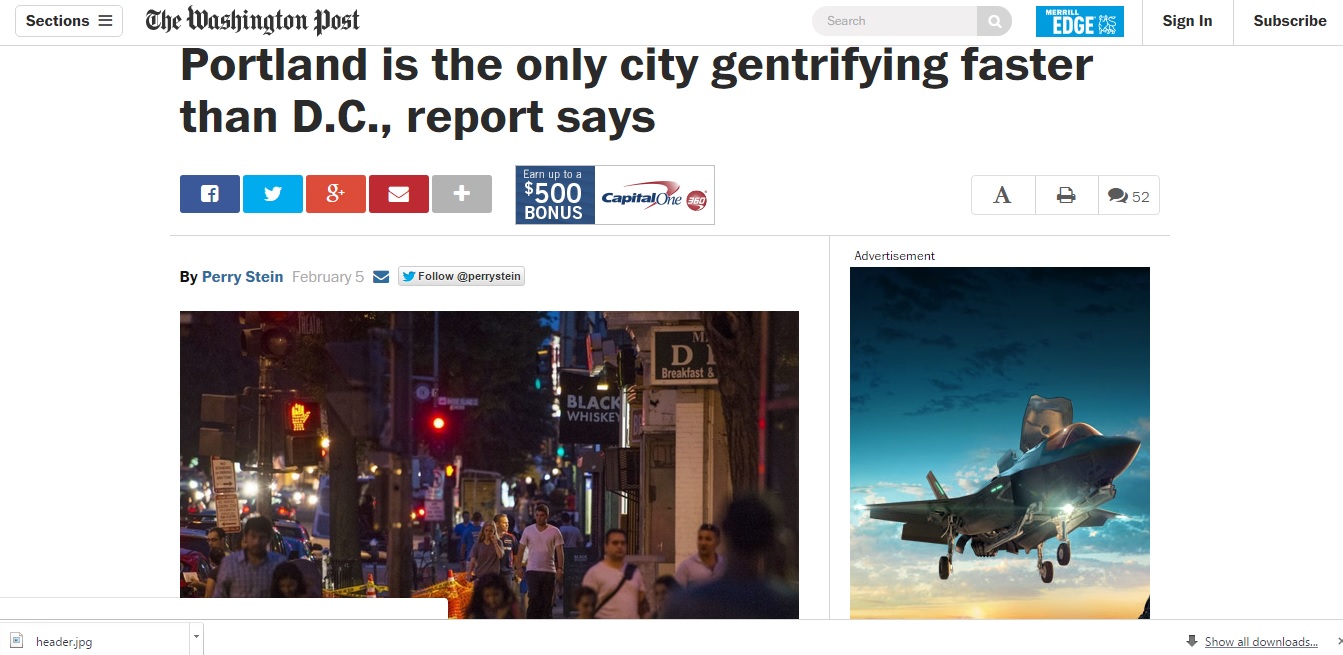 Sections
The Washington Post
Search
MERRILL
EDGE
Sign In
Subscribe
Portland is the only city gentrifying faster
than D.C., report says
g+
Earn up to a
$500
BONUS
Capital One 360
A
52
By Perry Stein February 5
Follow @perrystein
Advertisement
BLACK
WHISKEY
M
D
Breakfast &
header.jpg
Show all downloads...